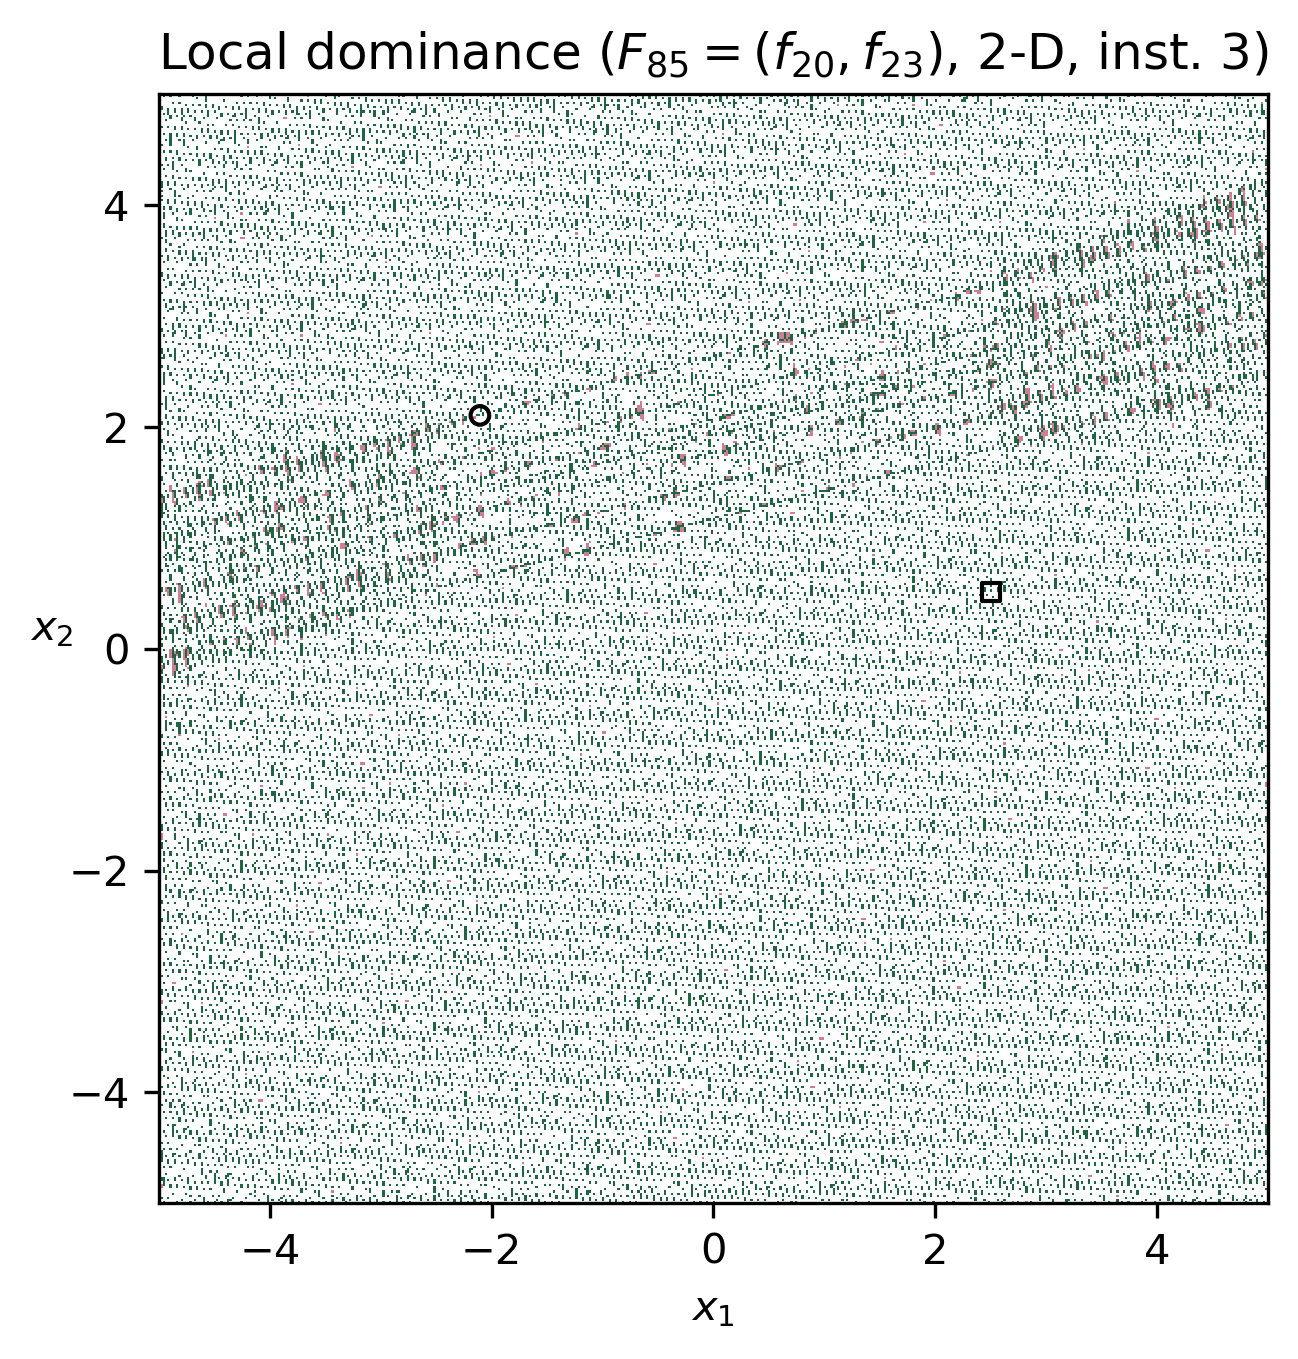 Local dominance (F₈₅ = (f₂₀, f₂₃), 2-D, inst. 3)
4
2
0
−2
−4
x₂
−4 −2 0 2 4
x₁